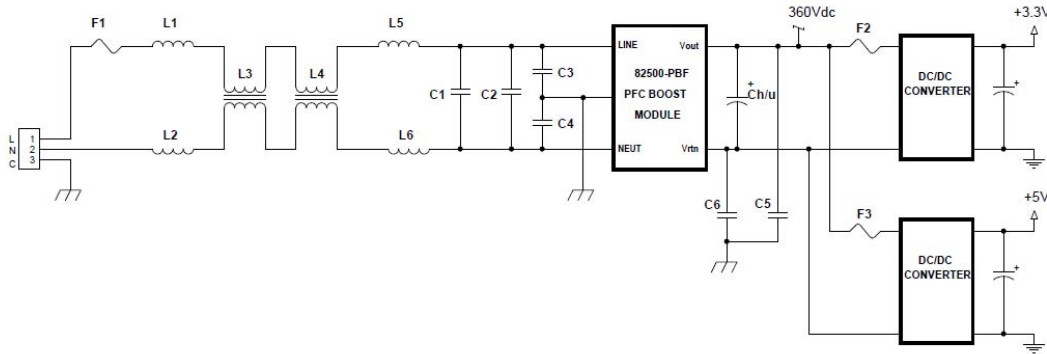 360Vdc
+3.3V
F1
L1
L5
F2
LINE
Vout
L3
L4
C1
C2
C3
82500-PBF
PFC BOOST
MODULE
+
Ch/u
DC/DC
CONVERTER
+
C4
L
N
C
1
2
3
L2
L6
NEUT
Vrtn
C6
C5
F3
+5V
DC/DC
CONVERTER
+